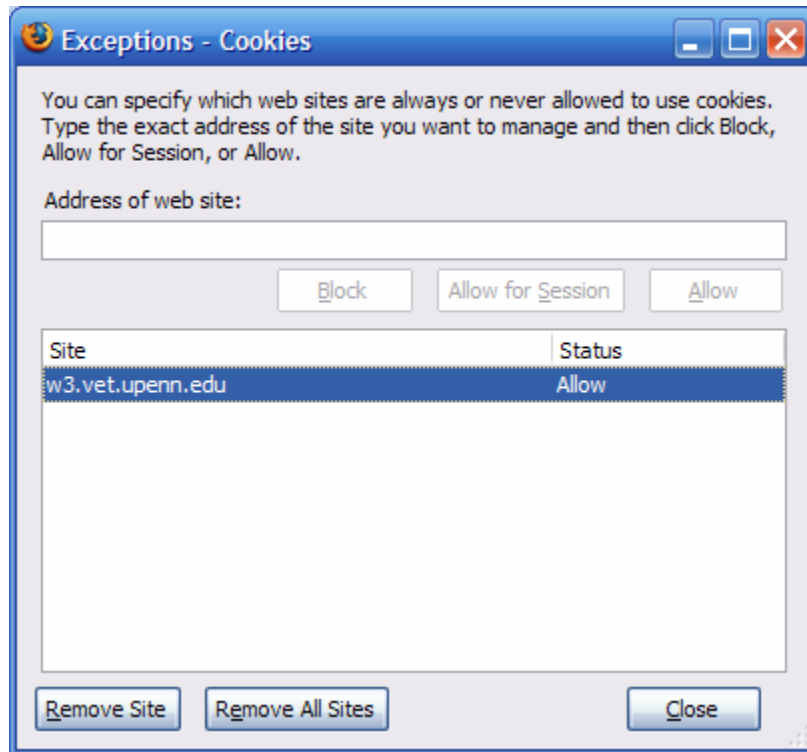 Exceptions - Cookies
You can specify which web sites are always or never allowed to use cookies.
Type the exact address of the site you want to manage and then click Block,
Allow for Session, or Allow.
Address of web site:
Block Allow for Session Allow
Site Status
w3.vet.upenn.edu Allow
Remove Site Remove All Sites Close